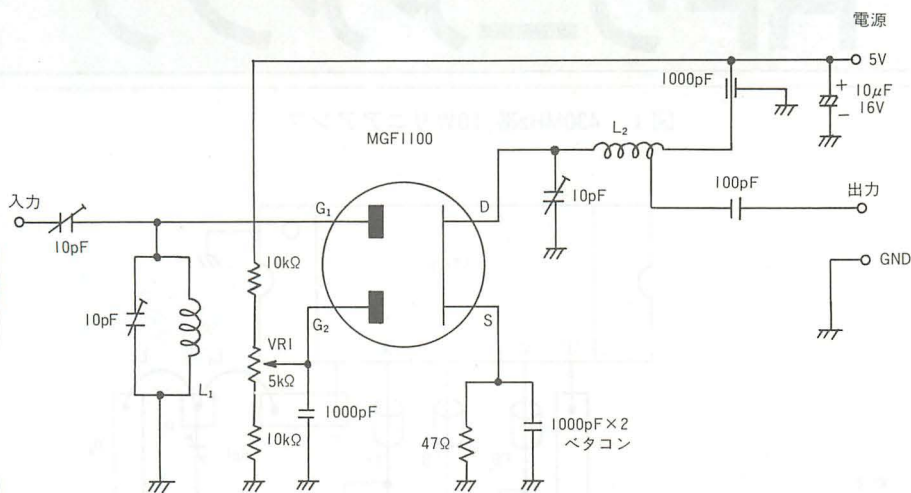 電源
5V
1000pF
+
10μF
16V
−
MGF1100
L₂
入力
G₁
D
10pF
100pF
出力
10pF
10kΩ
GND
10pF
G₂
S
VR1
5kΩ
L₁
1000pF
10kΩ
47Ω
1000pF×2
ベタコン